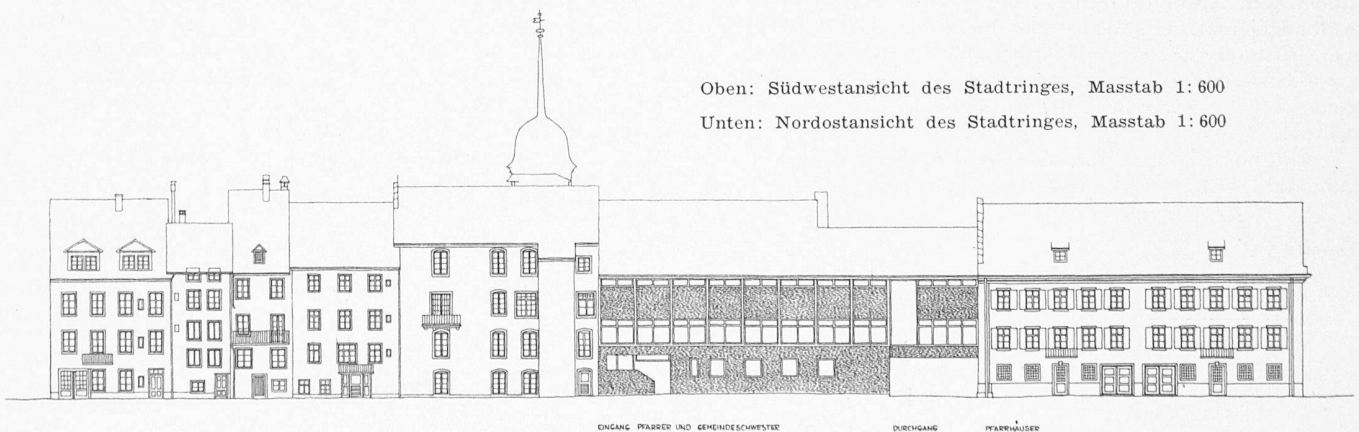 Oben: Südwestansicht des Stadtringes, Masstab 1:600
Unten: Nordostansicht des Stadtringes, Masstab 1:600
EINGANG PFARRER UND GEMEINDESCHWESTER DURCHGANG PFARRHÄUSER